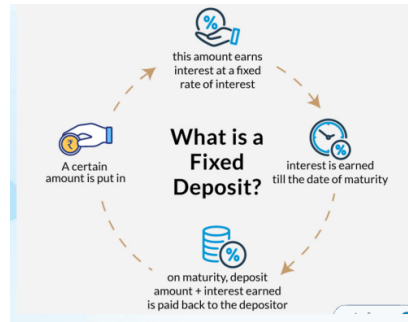 this amount earns
interest at a fixed
rate of interest
What is a
Fixed
Deposit?
A certain
amount is put in
interest is earned
till the date of maturity
on maturity, deposit
amount + interest earned
is paid back to the depositor